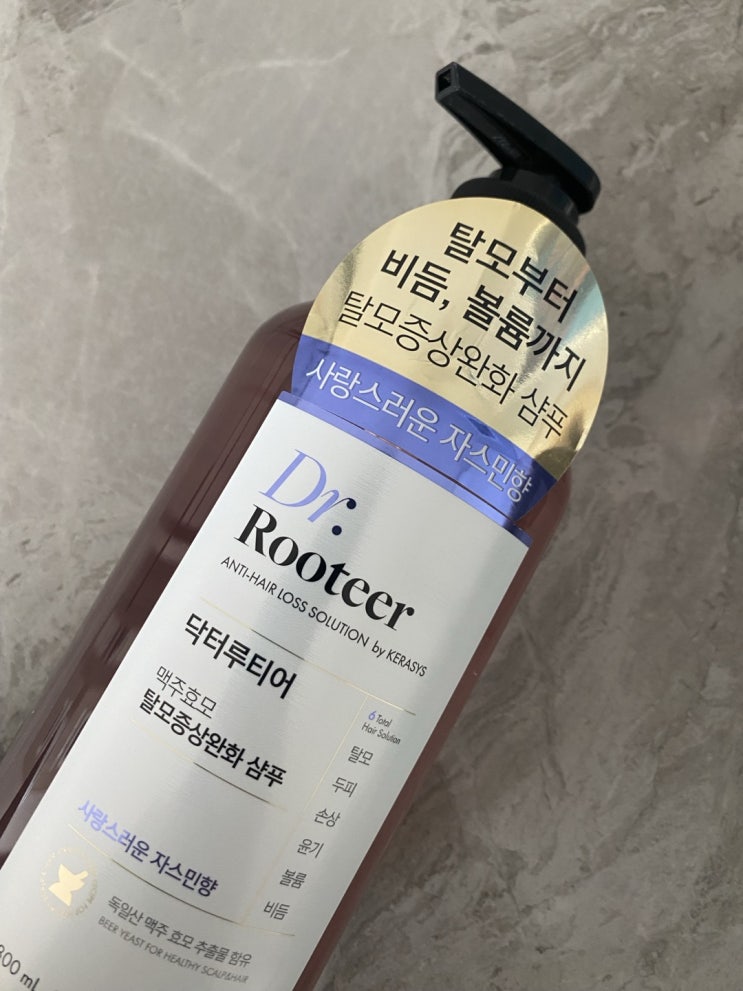 탈모부터
비듬, 볼륨까지
탈모증상완화 샴푸
사랑스러운 자스민향
Dr.
Rooteer
ANTI-HAIR LOSS SOLUTION by KERASYS
닥터루티어
맥주효모
탈모증상완화 샴푸
6 Total
Hair Solution
탈모
두피
손상
윤기
볼륨
비듬
사랑스러운 자스민향
독일산 맥주 효모 추출물 함유
BEER YEAST FOR HEALTHY SCALP&HAIR
ml